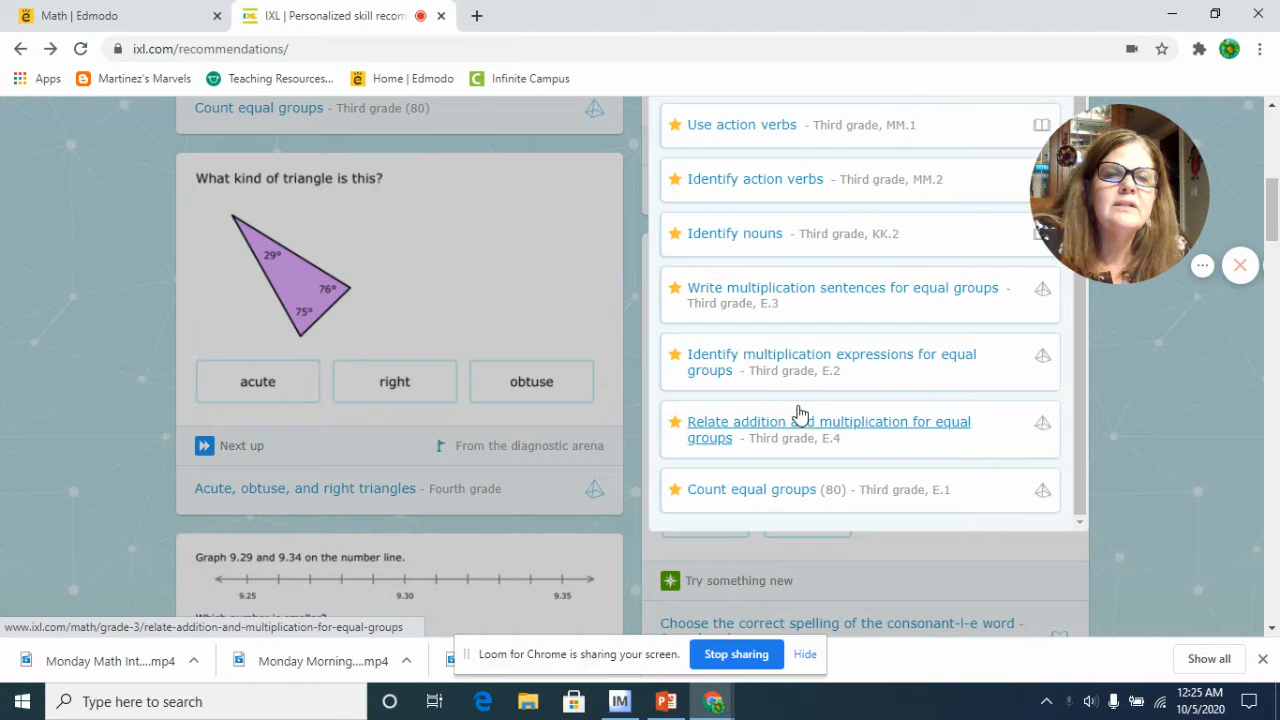 Math | Edmodo
IXL | Personalized skill recom
ixl.com/recommendations/
Apps
Martinez's Marvels
Teaching Resources...
Home | Edmodo
Infinite Campus
Count equal groups - Third grade (80)
What kind of triangle is this?
29°
76°
75°
acute
right
obtuse
Next up
From the diagnostic arena
Acute, obtuse, and right triangles - Fourth grade
Graph 9.29 and 9.34 on the number line.
9.25
9.30
9.35
Which number is smaller?
Use action verbs - Third grade, MM.1
Identify action verbs - Third grade, MM.2
Identify nouns - Third grade, KK.2
Write multiplication sentences for equal groups -
Third grade, E.3
Identify multiplication expressions for equal
groups - Third grade, E.2
Relate addition and multiplication for equal
groups - Third grade, E.4
Count equal groups (80) - Third grade, E.1
Try something new
Choose the correct spelling of the consonant-l-e word -
www.ixl.com/math/grade-3/relate-addition-and-multiplication-for-equal-groups
Monday Math Int....mp4
Monday Morning....mp4
Loom for Chrome is sharing your screen.
Stop sharing
Hide
Show all
Type here to search
IM
12:25 AM
10/5/2020